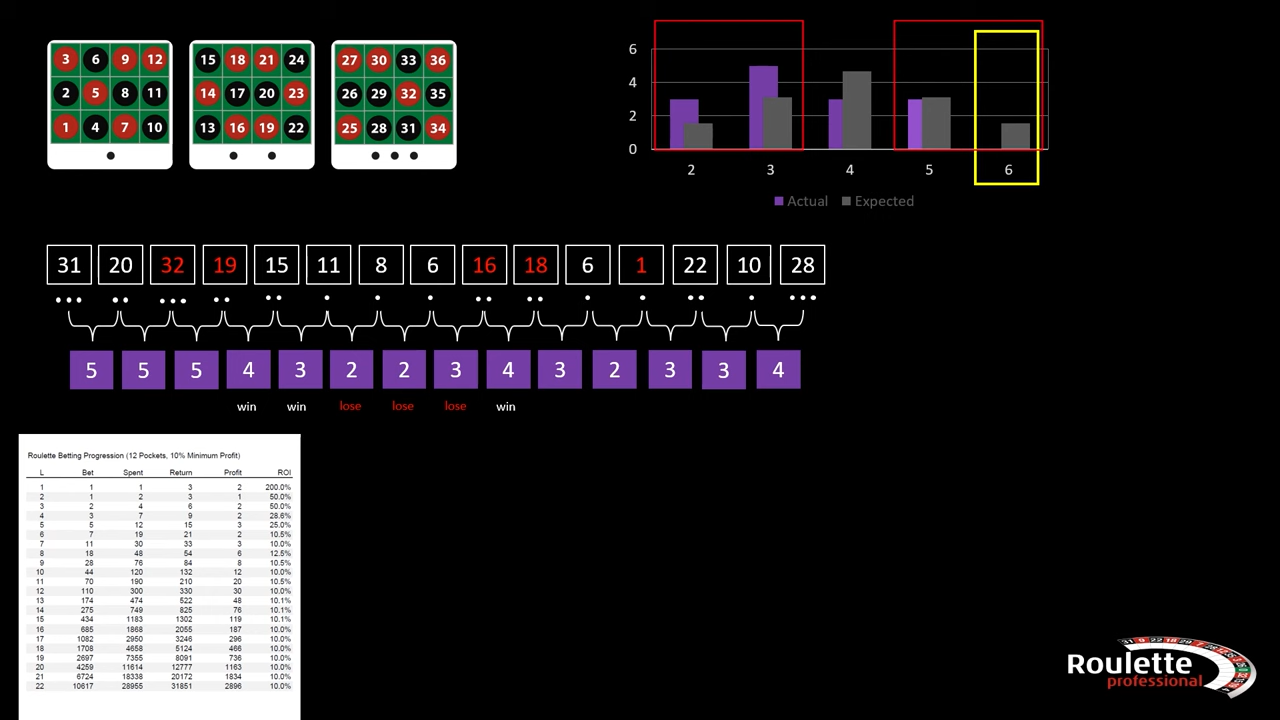 3 6 9 12
2 5 8 11
1 4 7 10
15 18 21 24
14 17 20 23
13 16 19 22
27 30 33 36
26 29 32 35
25 28 31 34
6
4
2
0
2 3 4 5 6
Actual Expected
31 20 32 19 15 11 8 6 16 18 6 1 22 10 28
5 5 5 4 3 2 2 3 4 3 2 3 3 4
win win lose lose lose win
Roulette Betting Progression (12 Pockets, 10% Minimum Profit)
L Bet Spent Return Profit ROI
1 1 1 3 2 200.0%
2 1 2 3 1 50.0%
3 2 4 6 2 50.0%
4 3 7 9 2 28.6%
5 5 12 15 3 25.0%
6 7 19 21 2 10.5%
7 11 30 33 3 10.0%
8 18 48 54 6 12.5%
9 28 76 84 8 10.5%
10 44 120 132 12 10.0%
11 70 190 210 20 10.5%
12 110 300 330 30 10.0%
13 174 474 522 48 10.1%
14 275 749 825 76 10.1%
15 434 1183 1302 119 10.1%
16 685 1868 2055 187 10.0%
17 1082 2950 3246 296 10.0%
18 1708 4658 5124 466 10.0%
19 2697 7355 8091 736 10.0%
20 4259 11614 12777 1163 10.0%
21 6724 18338 20172 1834 10.0%
22 10617 28955 31851 2896 10.0%
Roulette
professional